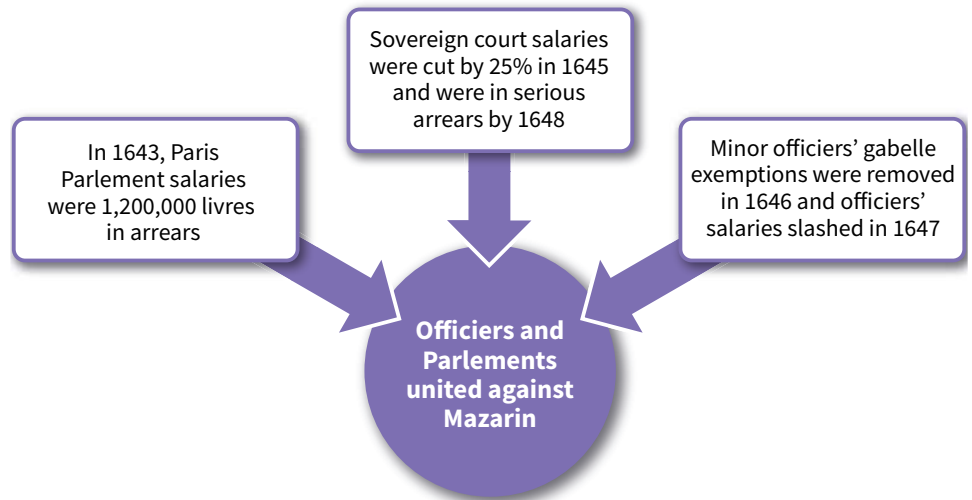 In 1643, Paris
Parlement salaries
were 1,200,000 livres
in arrears
Sovereign court salaries
were cut by 25% in 1645
and were in serious
arrears by 1648
Minor officiers’ gabelle
exemptions were removed
in 1646 and officiers’
salaries slashed in 1647
Officiers and
Parlements
united against
Mazarin